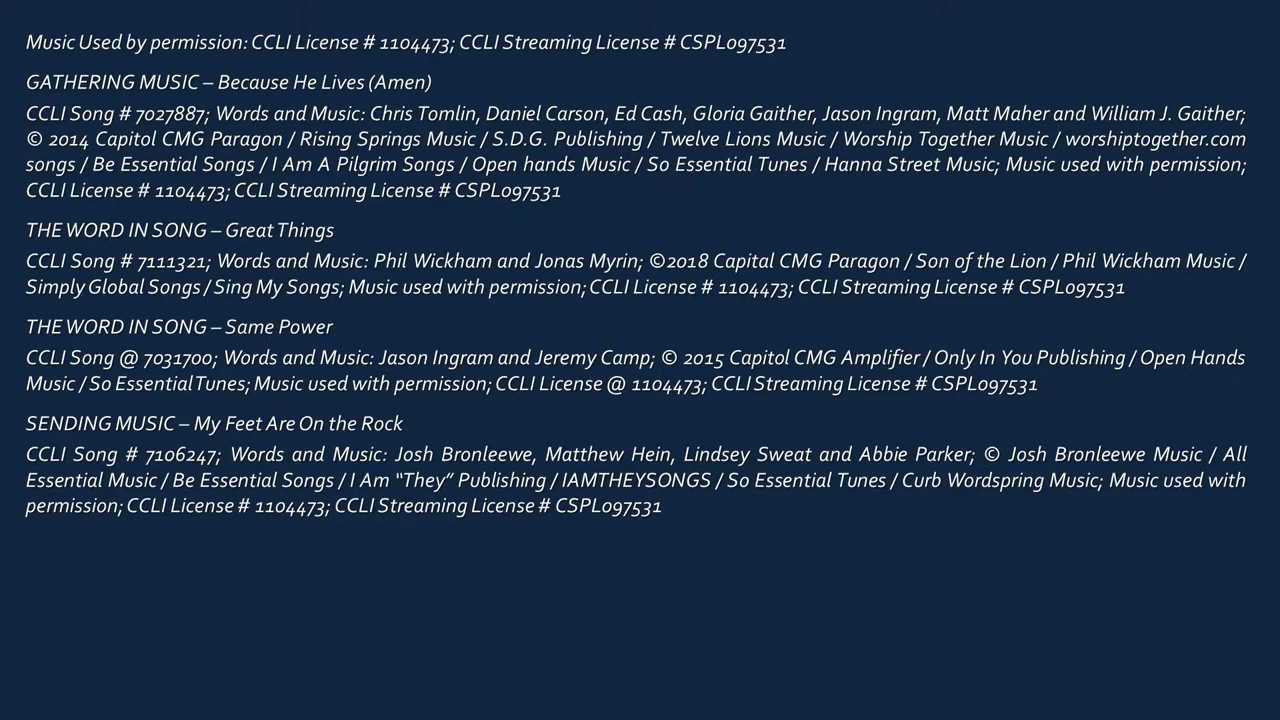 Music Used by permission: CCLI License # 1104473; CCLI Streaming License # CSPL097531
GATHERING MUSIC – Because He Lives (Amen)
CCLI Song # 7027887; Words and Music: Chris Tomlin, Daniel Carson, Ed Cash, Gloria Gaither, Jason Ingram, Matt Maher and William J. Gaither;
© 2014 Capitol CMG Paragon / Rising Springs Music / S.D.G. Publishing / Twelve Lions Music / Worship Together Music / worshiptogether.com
songs / Be Essential Songs / I Am A Pilgrim Songs / Open hands Music / So Essential Tunes / Hanna Street Music; Music used with permission;
CCLI License # 1104473; CCLI Streaming License # CSPL097531
THE WORD IN SONG – Great Things
CCLI Song # 7111321; Words and Music: Phil Wickham and Jonas Myrin; ©2018 Capital CMG Paragon / Son of the Lion / Phil Wickham Music /
Simply Global Songs / Sing My Songs; Music used with permission; CCLI License # 1104473; CCLI Streaming License # CSPL097531
THE WORD IN SONG – Same Power
CCLI Song @ 7031700; Words and Music: Jason Ingram and Jeremy Camp; © 2015 Capitol CMG Amplifier / Only In You Publishing / Open Hands
Music / So Essential Tunes; Music used with permission; CCLI License @ 1104473; CCLI Streaming License # CSPL097531
SENDING MUSIC – My Feet Are On the Rock
CCLI Song # 7106247; Words and Music: Josh Bronleewe, Matthew Hein, Lindsey Sweat and Abbie Parker; © Josh Bronleewe Music / All
Essential Music / Be Essential Songs / I Am “They” Publishing / IAMTHEYSONGS / So Essential Tunes / Curb Wordspring Music; Music used with
permission; CCLI License # 1104473; CCLI Streaming License # CSPL097531